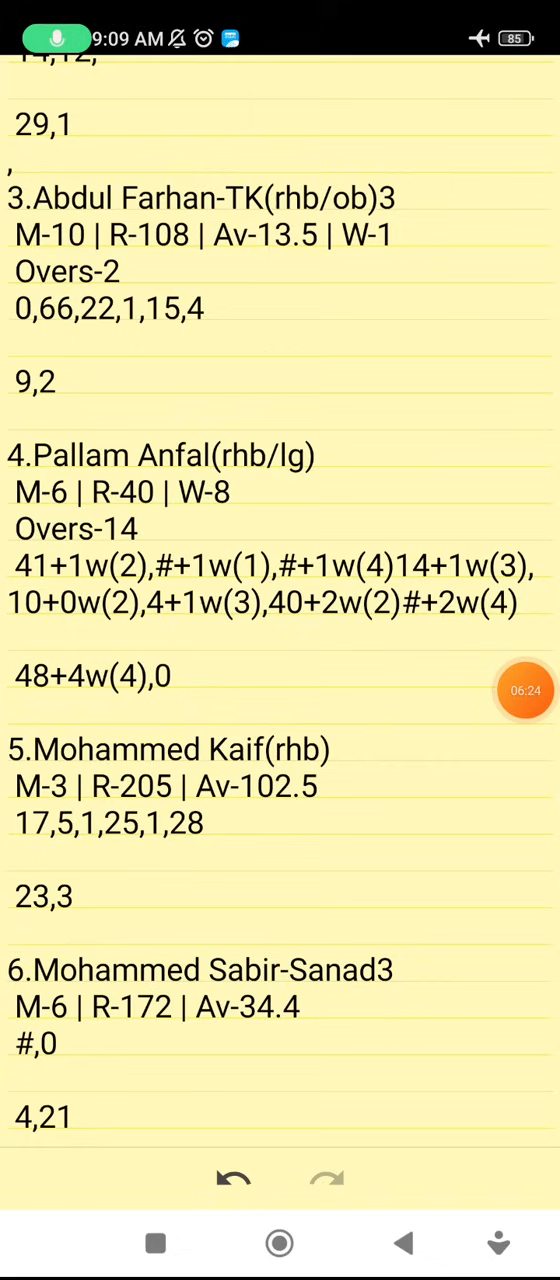 9:09 AM
85
14,12,
29,1
,
3.Abdul Farhan-TK(rhb/ob)3
M-10 | R-108 | Av-13.5 | W-1
Overs-2
0,66,22,1,15,4
9,2
4.Pallam Anfal(rhb/lg)
M-6 | R-40 | W-8
Overs-14
41+1w(2),#+1w(1),#+1w(4)14+1w(3),
10+0w(2),4+1w(3),40+2w(2)#+2w(4)
48+4w(4),0
06:24
5.Mohammed Kaif(rhb)
M-3 | R-205 | Av-102.5
17,5,1,25,1,28
23,3
6.Mohammed Sabir-Sanad3
M-6 | R-172 | Av-34.4
#,0
4,21